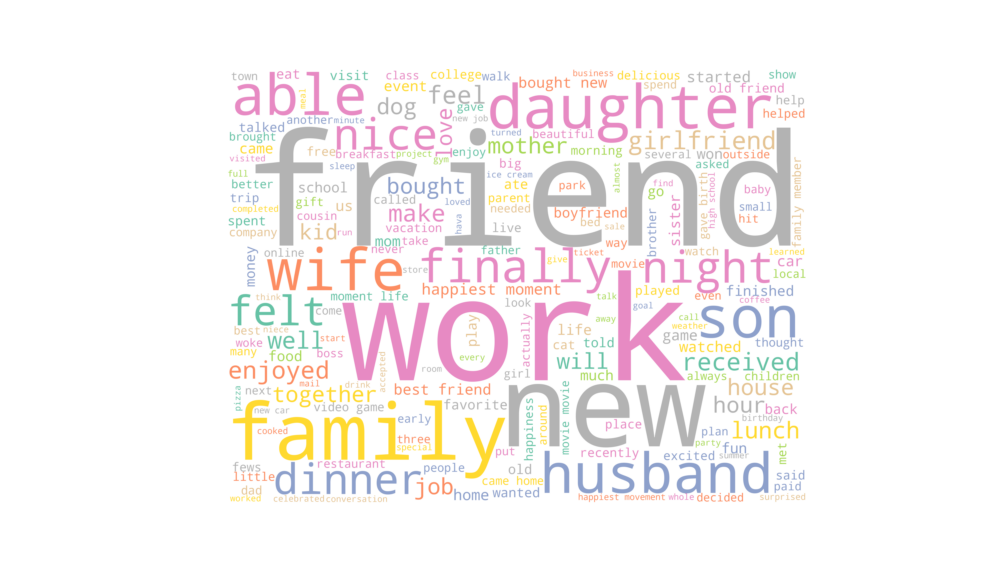 town eat visit class college walk business delicious started show
able event bought new spend old friend
meal dog feel gave new job daughter help
talked another minute nice love turned beautiful helped
brought friend mother girlfriend
came free breakfast project gym enjoy morning several won outside
visited sleep big ice cream asked
full better school bought ate park almost go find baby
trip gift us called parent loved needed high school small
completed cousin make hava boyfriend brother sister gave birth hit family member
spent kid vacation live bed sale
company run mom take way
online never father ticket movie watch learned
money wife store finally give night car local
think moment life happiest moment talk played even finished
felt come work look away goal coffee
best niece play actually life call weather son
woke start cat told game thought
many well boss every will watched
food room girl received
enjoyed mail accepted much always children
pizza next drink best friend house
together new
new car video game favorite movie movie place hour back
family early happiness around birthday
cooked three plan lunch
special put recently party fun
fews restaurant people old excited summer met
little dinner job came home husband said
dad home wanted paid
worked celebrated conversation happiest movement whole decided surprised